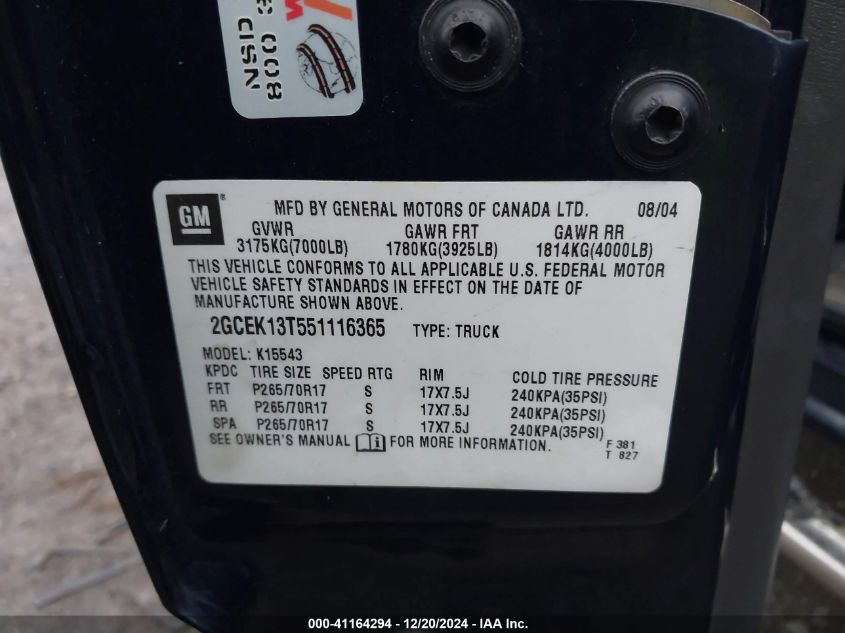 NSID
008
GM
MFD BY GENERAL MOTORS OF CANADA LTD. 08/04
GVWR GAWR FRT GAWR RR
3175KG(7000LB) 1780KG(3925LB) 1814KG(4000LB)
THIS VEHICLE CONFORMS TO ALL APPLICABLE U.S. FEDERAL MOTOR
VEHICLE SAFETY STANDARDS IN EFFECT ON THE DATE OF
MANUFACTURE SHOWN ABOVE.
2GCEK13T551116365 TYPE: TRUCK
MODEL: K15543
KPDC TIRE SIZE SPEED RTG RIM COLD TIRE PRESSURE
FRT P265/70R17 S 17X7.5J 240KPA(35PSI)
RR P265/70R17 S 17X7.5J 240KPA(35PSI)
SPA P265/70R17 S 17X7.5J 240KPA(35PSI)
SEE OWNER'S MANUAL FOR MORE INFORMATION.
F 381
T 827
000-41164294 - 12/20/2024 - IAA Inc.